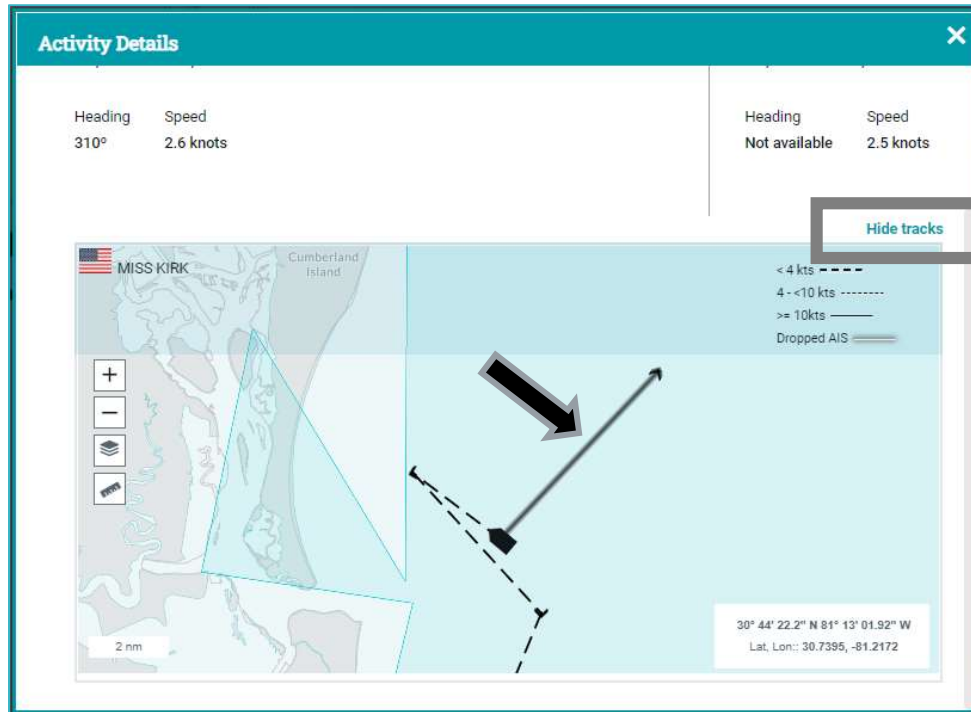 Activity Details
Heading Speed
310º 2.6 knots
Heading Speed
Not available 2.5 knots
Hide tracks
MISS KIRK
Cumberland
Island
< 4 kts
4 - <10 kts
>= 10kts
Dropped AIS
2 nm
30° 44' 22.2" N 81° 13' 01.92" W
Lat, Lon:: 30.7395, -81.2172